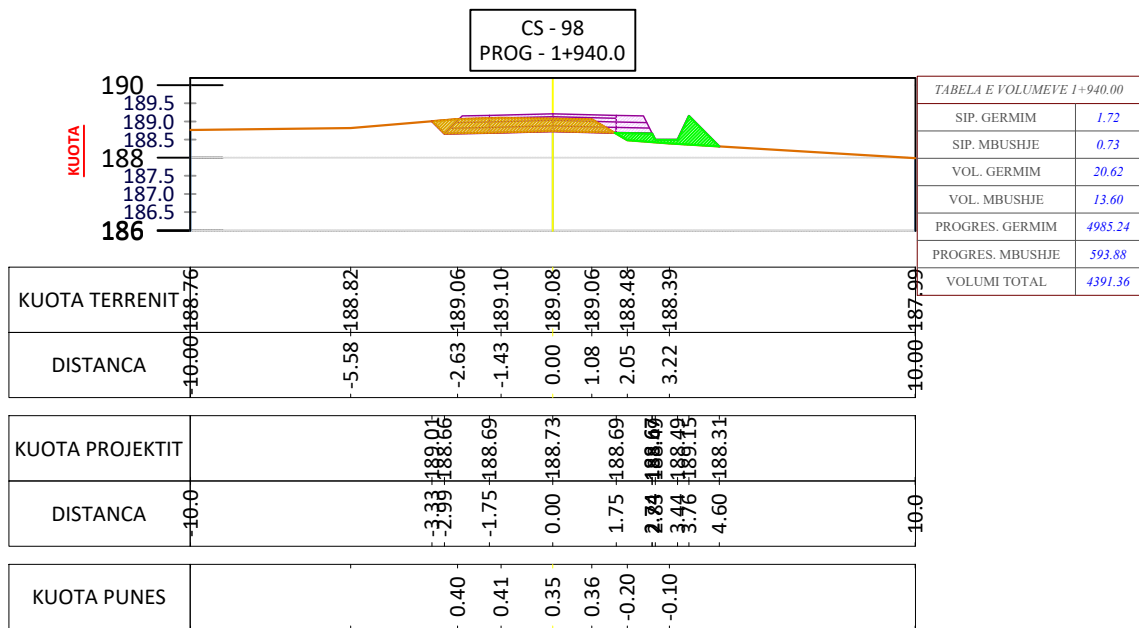 CS - 98
PROG - 1+940.0
KUOTA
190
189.5
189.0
188.5
188
187.5
187.0
186.5
186
TABELA E VOLUMEVE 1+940.00
SIP. GERMIM 1.72
SIP. MBUSHJE 0.73
VOL. GERMIM 20.62
VOL. MBUSHJE 13.60
PROGRES. GERMIM 4985.24
PROGRES. MBUSHJE 593.88
VOLUMI TOTAL 4391.36
KUOTA TERRENIT 188.76 188.82 189.06 189.10 189.08 189.06 188.48 188.39 187.99
DISTANCA -10.00 -5.58 -2.63 -1.43 0.00 1.08 2.05 3.22 10.00
KUOTA PROJEKTIT 189.01 188.66 188.69 188.73 188.69 188.49 189.15 188.31
DISTANCA -10.0 -3.33 -2.99 -1.75 0.00 1.75 3.44 3.76 4.60 10.0
KUOTA PUNES 0.40 0.41 0.35 0.36 -0.20 -0.10